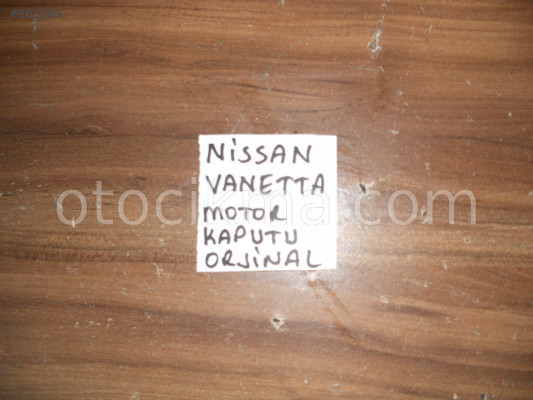 NiSSAN
VANETTA
MOTOR
KAPUTU
ORJiNAL
otocikma.com